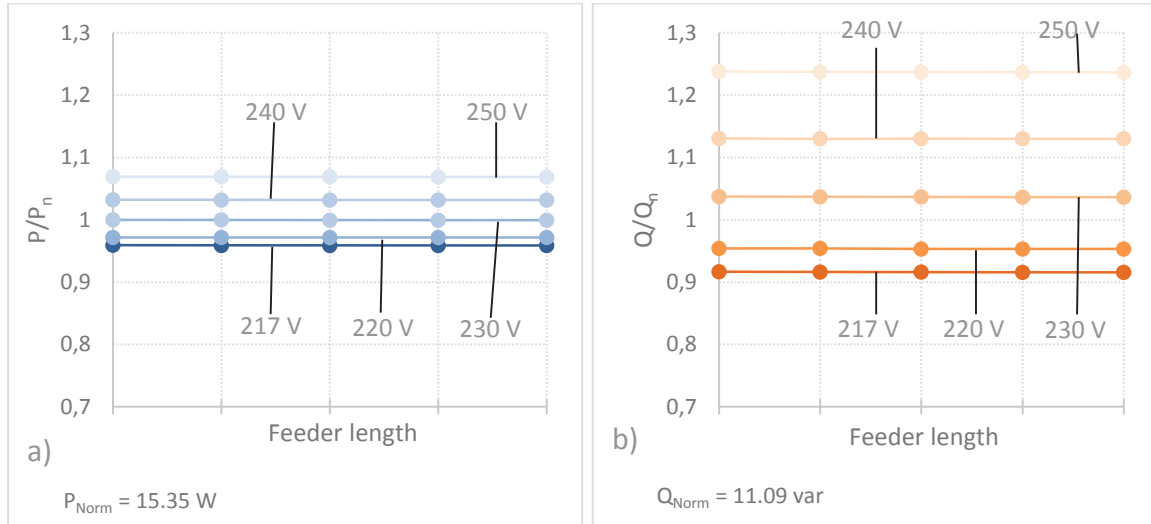 1,3
1,2
1,1
1
0,9
0,8
0,7
P/Pn
240 V
250 V
217 V
220 V
230 V
Feeder length
a)
PNorm = 15.35 W
1,3
1,2
1,1
1
0,9
0,8
0,7
Q/Qn
240 V
250 V
217 V
220 V
230 V
Feeder length
b)
QNorm = 11.09 var